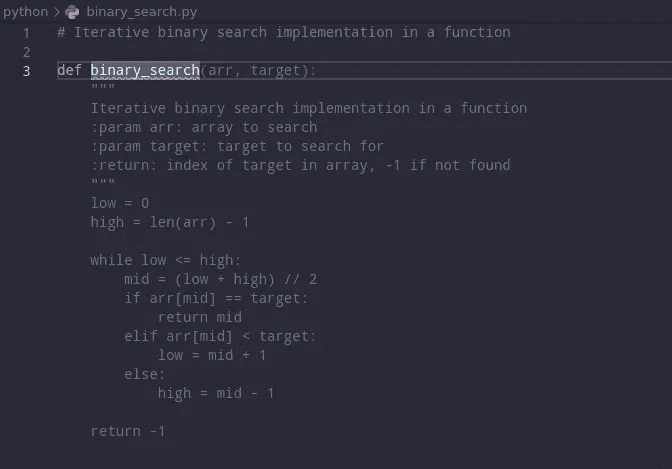 python > binary_search.py
1 # Iterative binary search implementation in a function
2
3 def binary_search(arr, target):
"""
Iterative binary search implementation in a function
:param arr: array to search
:param target: target to search for
:return: index of target in array, -1 if not found
"""
low = 0
high = len(arr) - 1
while low <= high:
mid = (low + high) // 2
if arr[mid] == target:
return mid
elif arr[mid] < target:
low = mid + 1
else:
high = mid - 1
return -1